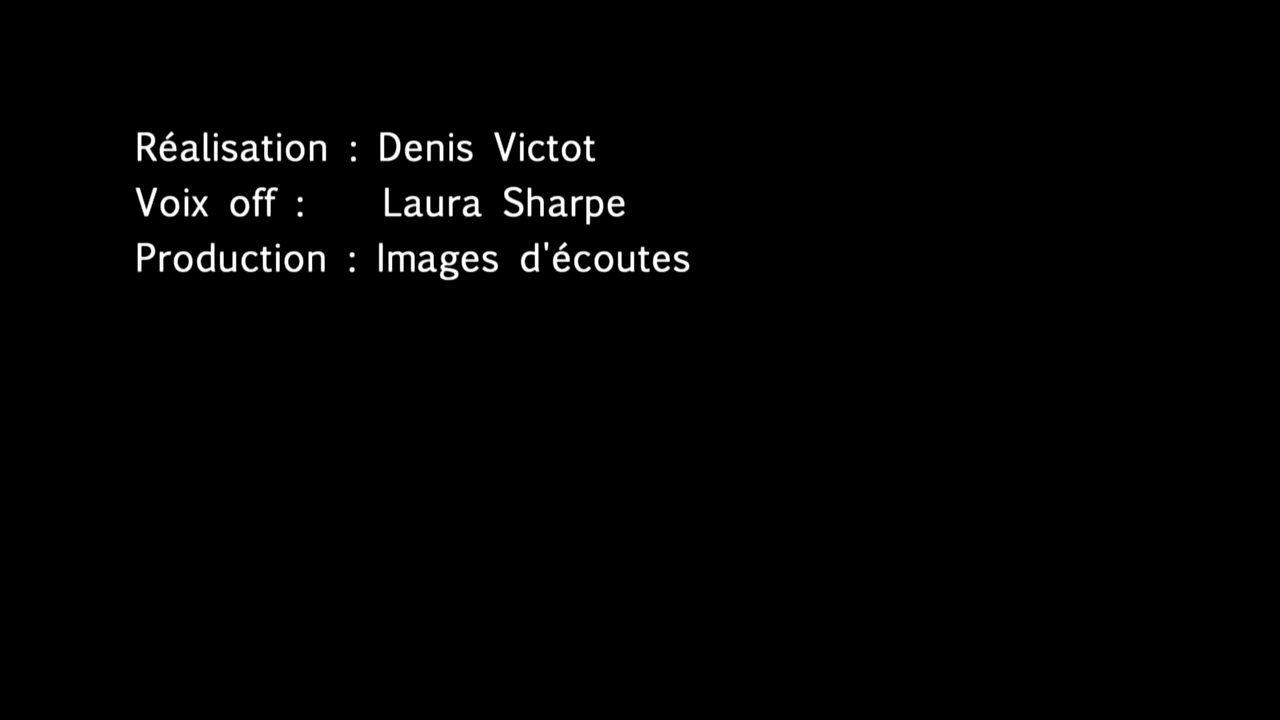 Réalisation : Denis Victot
Voix off : Laura Sharpe
Production : Images d'écoutes